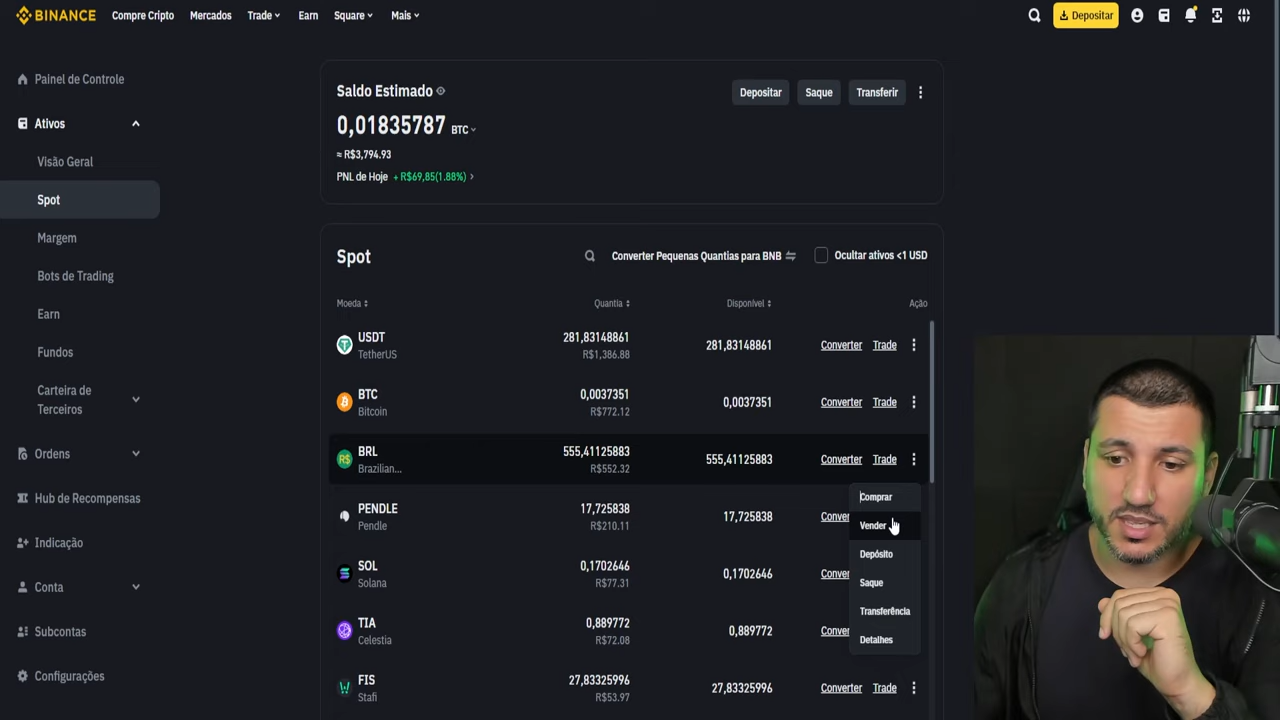 BINANCE Compre Cripto Mercados Trade Earn Square Mais Depositar
Painel de Controle
Ativos
Visão Geral
Spot
Margem
Bots de Trading
Earn
Fundos
Carteira de
Terceiros
Ordens
Hub de Recompensas
Indicação
Conta
Subcontas
Configurações
Saldo Estimado Depositar Saque Transferir
0,01835787 BTC
≈ R$3,794.93
PNL de Hoje + R$69,85(1.88%)
Spot Converter Pequenas Quantias para BNB Ocultar ativos <1 USD
Moeda Quantia Disponível Ação
USDT 281,83148861 281,83148861 Converter Trade
TetherUS R$1,386.88
BTC 0,0037351 0,0037351 Converter Trade
Bitcoin R$772.12
BRL 555,41125883 555,41125883 Converter Trade
Brazilian... R$552.32
PENDLE 17,725838 17,725838 Conver
Pendle R$210.11
SOL 0,1702646 0,1702646 Conver
Solana R$77.31
TIA 0,889772 0,889772 Conver
Celestia R$72.08
FIS 27,83325996 27,83325996 Converter Trade
Stafi R$53.97
Comprar
Vender
Depósito
Saque
Transferência
Detalhes